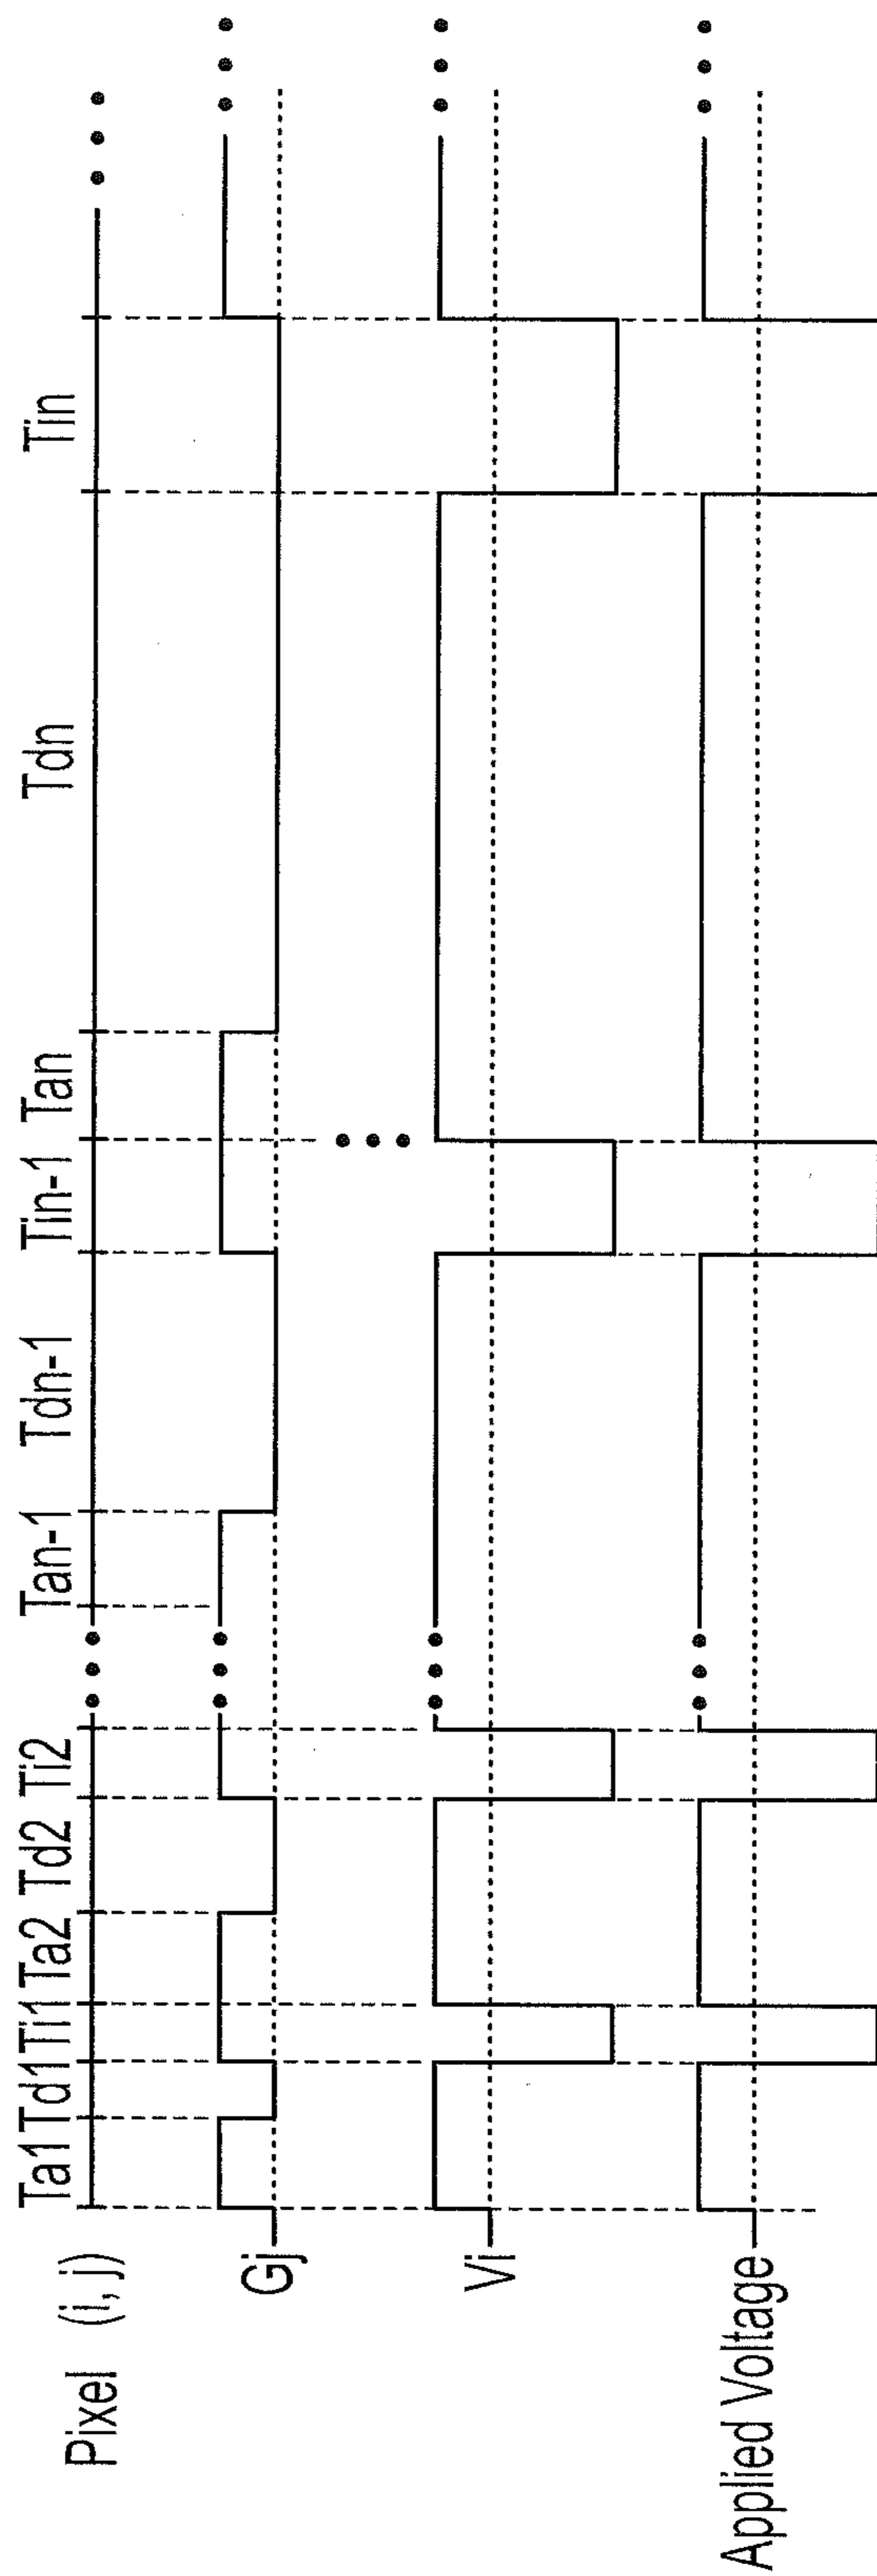 Pixel (i, j)
Ta1 Td1 Ti1 Ta2 Td2 Ti2 Tan-1 Tdn-1 Tin-1 Tan Tdn Tin
Gj
Vi
Applied Voltage